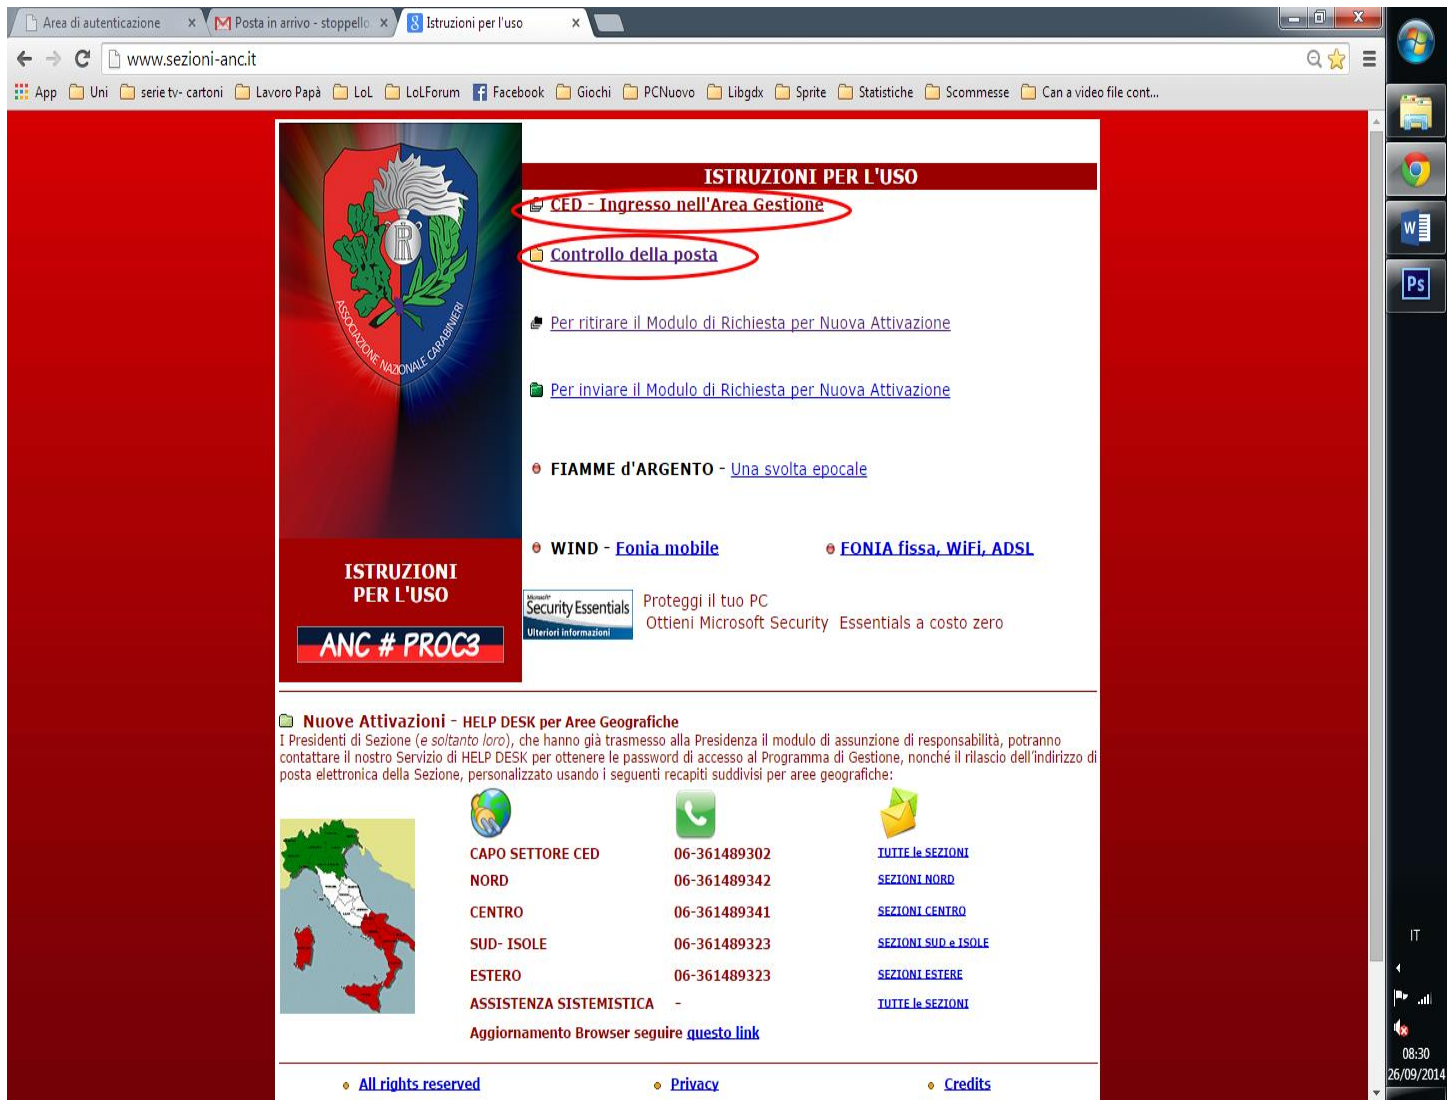 Area di autenticazione
Posta in arrivo - stoppello
Istruzioni per l'uso
www.sezioni-anc.it
App Uni serie tv- cartoni Lavoro Papà LoL LoLForum Facebook Giochi PCNuovo Libgdx Sprite Statistiche Scommesse Can a video file cont...
ASSOCIAZIONE NAZIONALE CARABINIERI
ISTRUZIONI PER L'USO
CED - Ingresso nell'Area Gestione
Controllo della posta
Per ritirare il Modulo di Richiesta per Nuova Attivazione
Per inviare il Modulo di Richiesta per Nuova Attivazione
FIAMME d'ARGENTO - Una svolta epocale
WIND - Fonia mobile
FONIA fissa, WiFi, ADSL
ISTRUZIONI
PER L'USO
ANC # PROC3
Microsoft
Security Essentials
Ulteriori informazioni
Proteggi il tuo PC
Ottieni Microsoft Security Essentials a costo zero
Nuove Attivazioni - HELP DESK per Aree Geografiche
I Presidenti di Sezione (e soltanto loro), che hanno già trasmesso alla Presidenza il modulo di assunzione di responsabilità, potranno
contattare il nostro Servizio di HELP DESK per ottenere le password di accesso al Programma di Gestione, nonché il rilascio dell'indirizzo di
posta elettronica della Sezione, personalizzato usando i seguenti recapiti suddivisi per aree geografiche:
CAPO SETTORE CED 06-361489302 TUTTE le SEZIONI
NORD 06-361489342 SEZIONI NORD
CENTRO 06-361489341 SEZIONI CENTRO
SUD- ISOLE 06-361489323 SEZIONI SUD e ISOLE
ESTERO 06-361489323 SEZIONI ESTERE
ASSISTENZA SISTEMISTICA - TUTTE le SEZIONI
Aggiornamento Browser seguire questo link
All rights reserved
Privacy
Credits
W
Ps
IT
08:30
26/09/2014